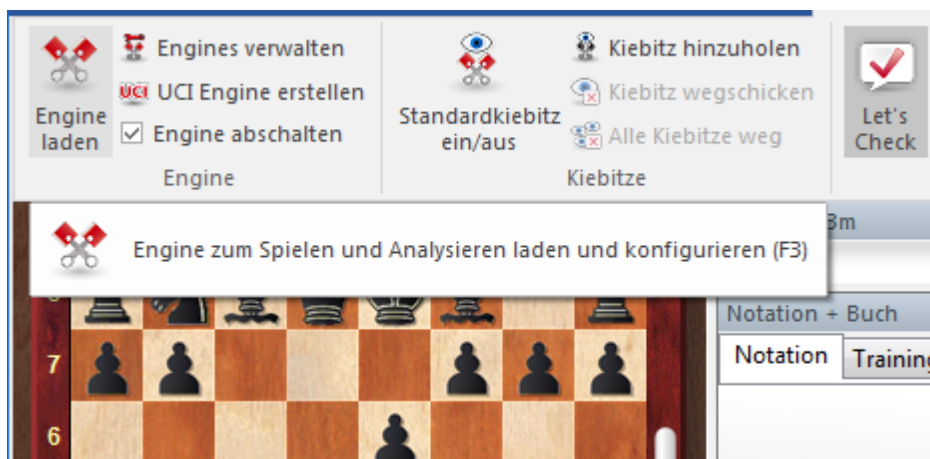 Engine
laden
Engines verwalten
UCI UCI Engine erstellen
Engine abschalten
Engine
Standardkiebitz
ein/aus
Kiebitz hinzuholen
Kiebitz wegschicken
Alle Kiebitze weg
Kiebitze
Let's
Check
Engine zum Spielen und Analysieren laden und konfigurieren (F3)
Notation + Buch
Notation
Training
7
6